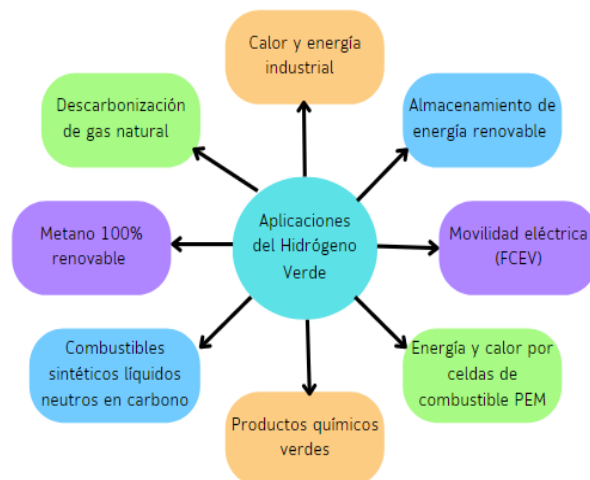 Calor y energía
industrial
Descarbonización
de gas natural
Almacenamiento de
energía renovable
Metano 100%
renovable
Aplicaciones
del Hidrógeno
Verde
Movilidad eléctrica
(FCEV)
Combustibles
sintéticos líquidos
neutros en carbono
Energía y calor por
celdas de
combustible PEM
Productos químicos
verdes